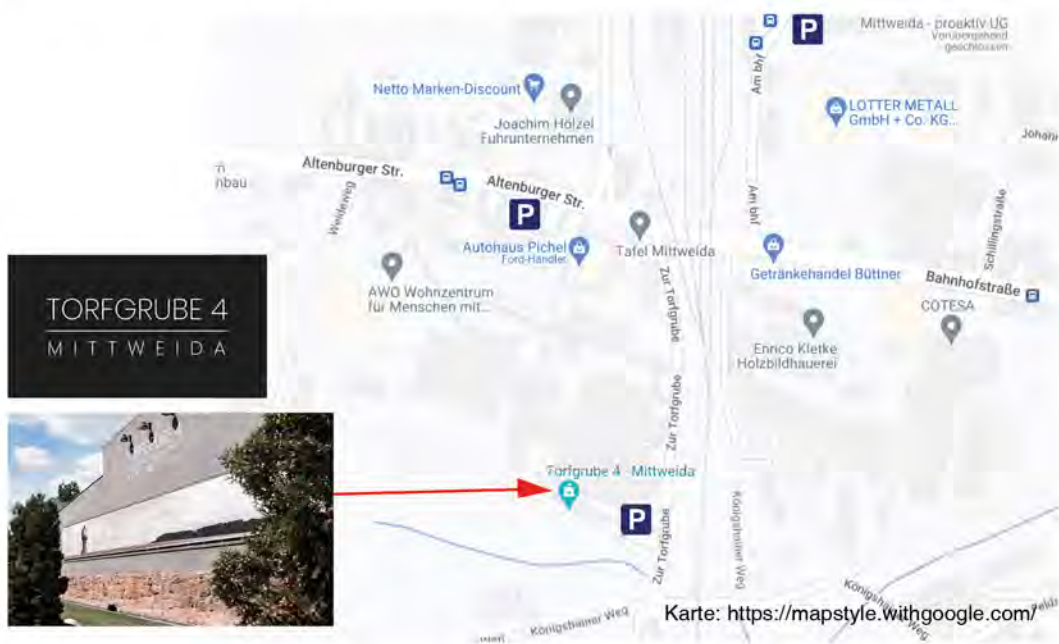 Mittweida - proaktiv UG
Vorübergehend
geschlossen
P
Am bhf
Netto Marken-Discount
LOTTER METALL
GmbH + Co. KG...
Joachim Hölzel
Fuhrunternehmen
Johann
nbau
Altenburger Str.
Altenburger Str.
Weideweg
P
Am bhf
Schillingstraße
Autohaus Pichel
Ford-Händler
Tafel Mittweida
Getränkehandel Büttner
Bahnhofstraße
AWO Wohnzentrum
für Menschen mit...
Zur Torfgrube
COTESA
TORFGRUBE 4
MITTWEIDA
Enrico Kletke
Holzbildhauerei
Zur Torfgrube
Torfgrube 4 - Mittweida
P
Zur Torfgrube
Königshainer Weg
Königshainer Weg
Königshainer Weg
Karte: https://mapstyle.withgoogle.com/